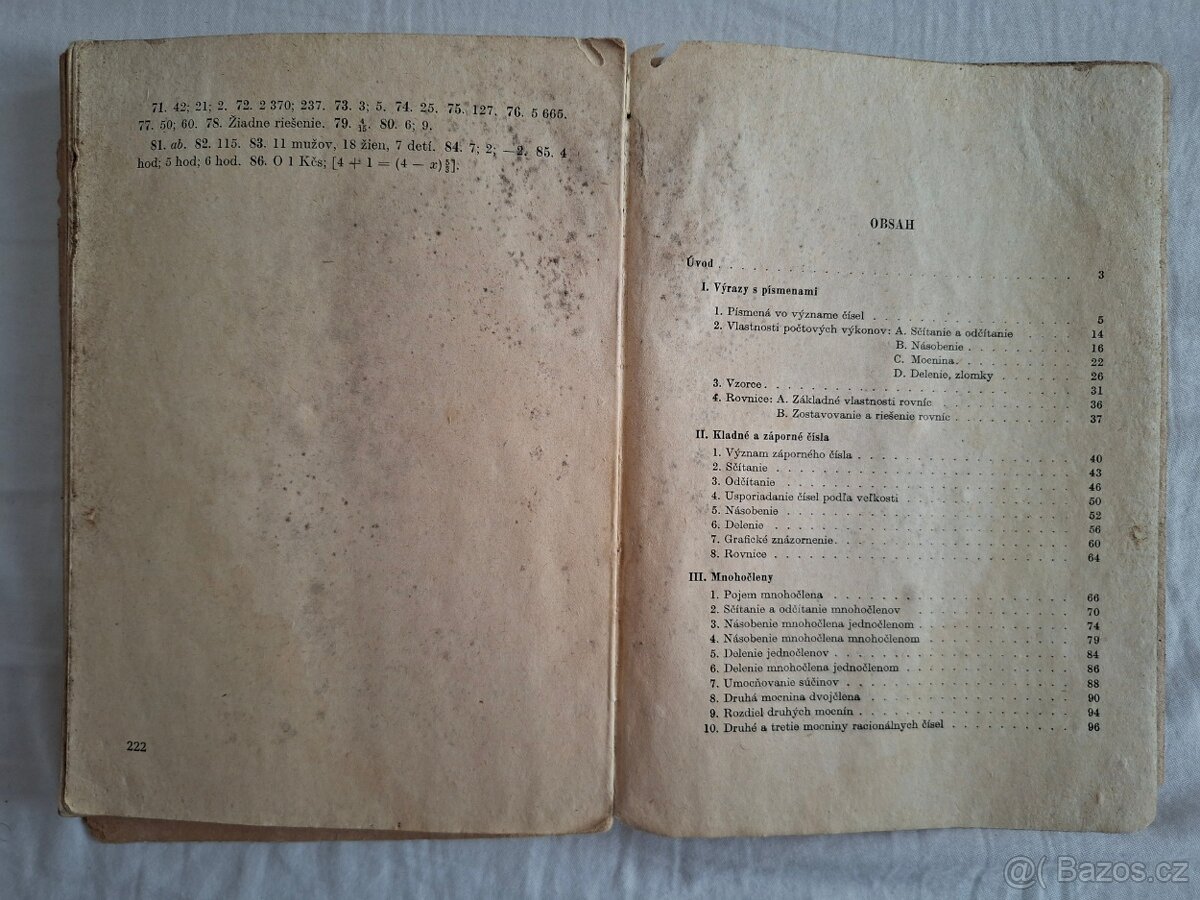 71. 42; 21; 2. 72. 2 370; 237. 73. 3; 5. 74. 25. 75. 127. 76. 5 665.
77. 50; 60. 78. Žiadne riešenie. 79. 4/15. 80. 6; 9.
81. ab. 82. 115. 83. 11 mužov, 18 žien, 7 detí. 84. 7; 2; —2. 85. 4
hod; 5 hod; 6 hod. 86. O 1 Kčs; [4 + 1 = (4 − x)5/3].
222
OBSAH
Úvod . . . 3
I. Výrazy s písmenami
1. Písmená vo význame čísel . . . 5
2. Vlastnosti počtových výkonov: A. Sčítanie a odčítanie . . . 14
B. Násobenie . . . 16
C. Mocnina . . . 22
D. Delenie, zlomky . . . 26
3. Vzorce . . . 31
4. Rovnice: A. Základné vlastnosti rovníc . . . 36
B. Zostavovanie a riešenie rovníc . . . 37
II. Kladné a záporné čísla
1. Význam záporného čísla . . . 40
2. Sčítanie . . . 43
3. Odčítanie . . . 46
4. Usporiadanie čísel podľa veľkosti . . . 50
5. Násobenie . . . 52
6. Delenie . . . 56
7. Grafické znázornenie . . . 60
8. Rovnice . . . 64
III. Mnohočleny
1. Pojem mnohočlena . . . 66
2. Sčítanie a odčítanie mnohočlenov . . . 70
3. Násobenie mnohočlena jednočlenom . . . 74
4. Násobenie mnohočlena mnohočlenom . . . 79
5. Delenie jednočlenov . . . 84
6. Delenie mnohočlena jednočlenom . . . 86
7. Umocňovanie súčinov . . . 88
8. Druhá mocnina dvojčlena . . . 90
9. Rozdiel druhých mocnín . . . 94
10. Druhé a tretie mocniny racionálnych čísel . . . 96
@( Bazos.cz